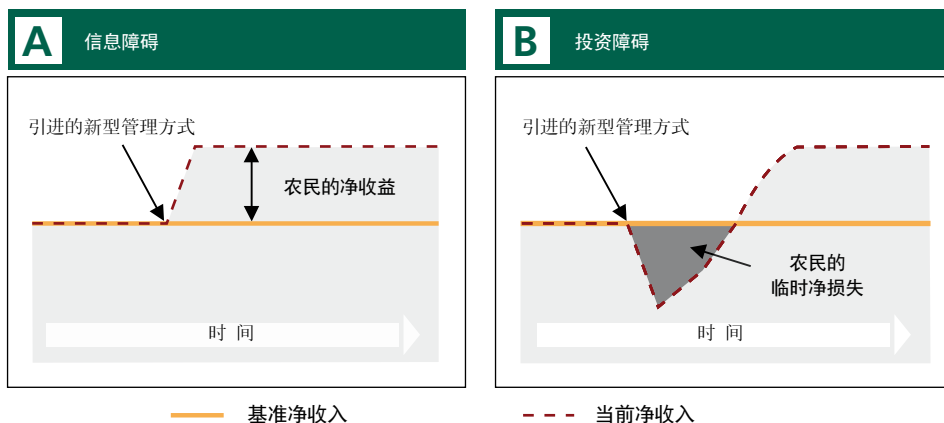 A 信息障碍
引进的新型管理方式
农民的净收益
时 间
B 投资障碍
引进的新型管理方式
农民的
临时净损失
时 间
基准净收入
当前净收入